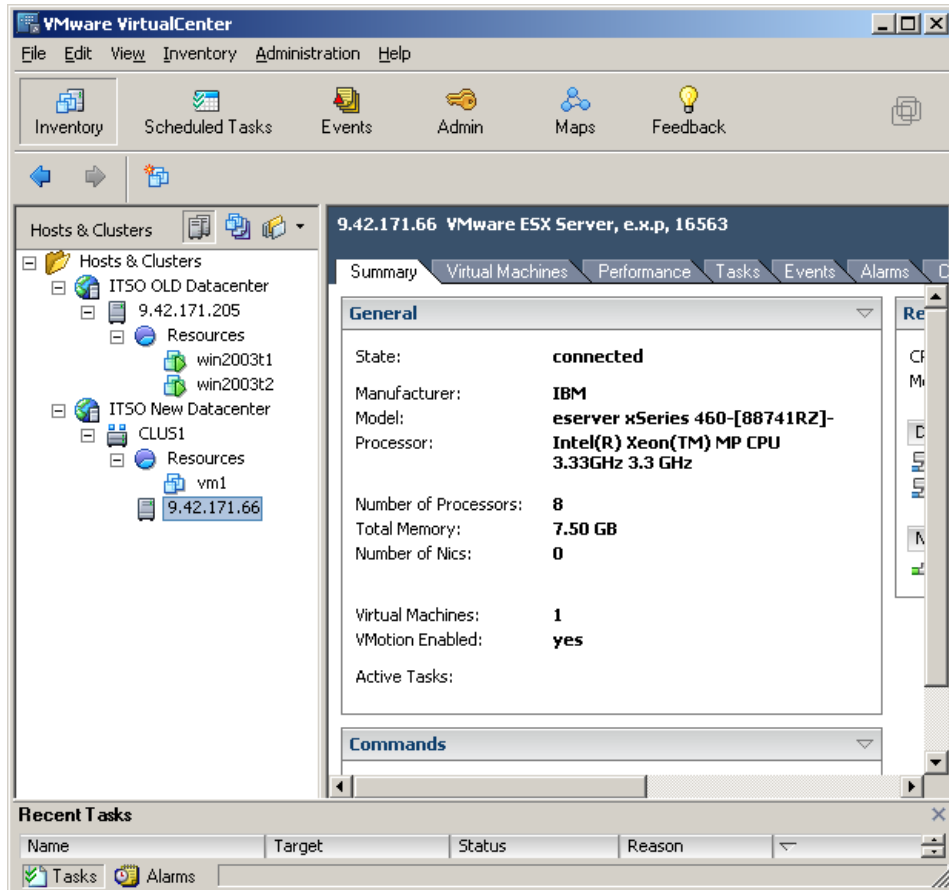 VMware VirtualCenter
File Edit View Inventory Administration Help
Inventory Scheduled Tasks Events Admin Maps Feedback
Hosts & Clusters
Hosts & Clusters
ITSO OLD Datacenter
9.42.171.205
Resources
win2003t1
win2003t2
ITSO New Datacenter
CLUS1
Resources
vm1
9.42.171.66
9.42.171.66 VMware ESX Server, e.x.p, 16563
Summary Virtual Machines Performance Tasks Events Alarms
General
State: connected
Manufacturer: IBM
Model: eserver xSeries 460-[88741RZ]-
Processor: Intel(R) Xeon(TM) MP CPU
3.33GHz 3.3 GHz
Number of Processors: 8
Total Memory: 7.50 GB
Number of Nics: 0
Virtual Machines: 1
VMotion Enabled: yes
Active Tasks:
Commands
Re
Recent Tasks
Name Target Status Reason
Tasks Alarms